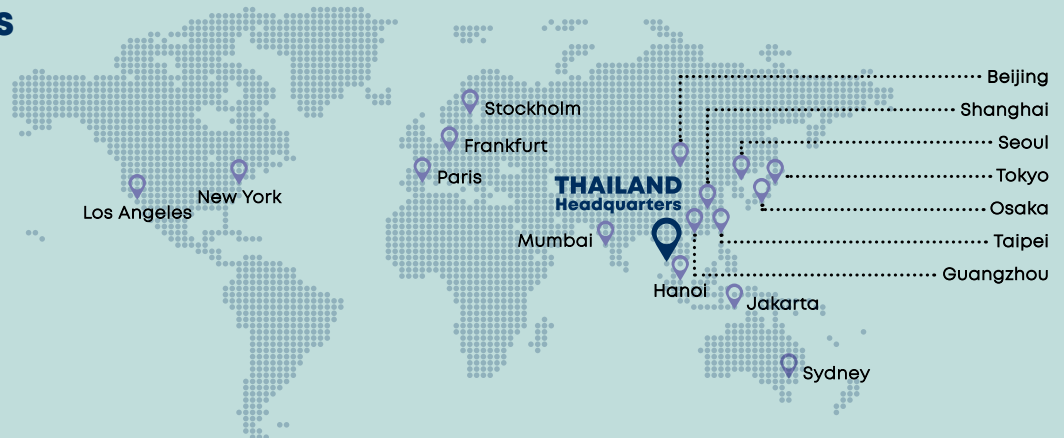 s
Beijing
Shanghai
Stockholm
Seoul
Frankfurt
Paris
Tokyo
THAILAND
Headquarters
New York
Los Angeles
Osaka
Mumbai
Taipei
Guangzhou
Hanoi
Jakarta
Sydney